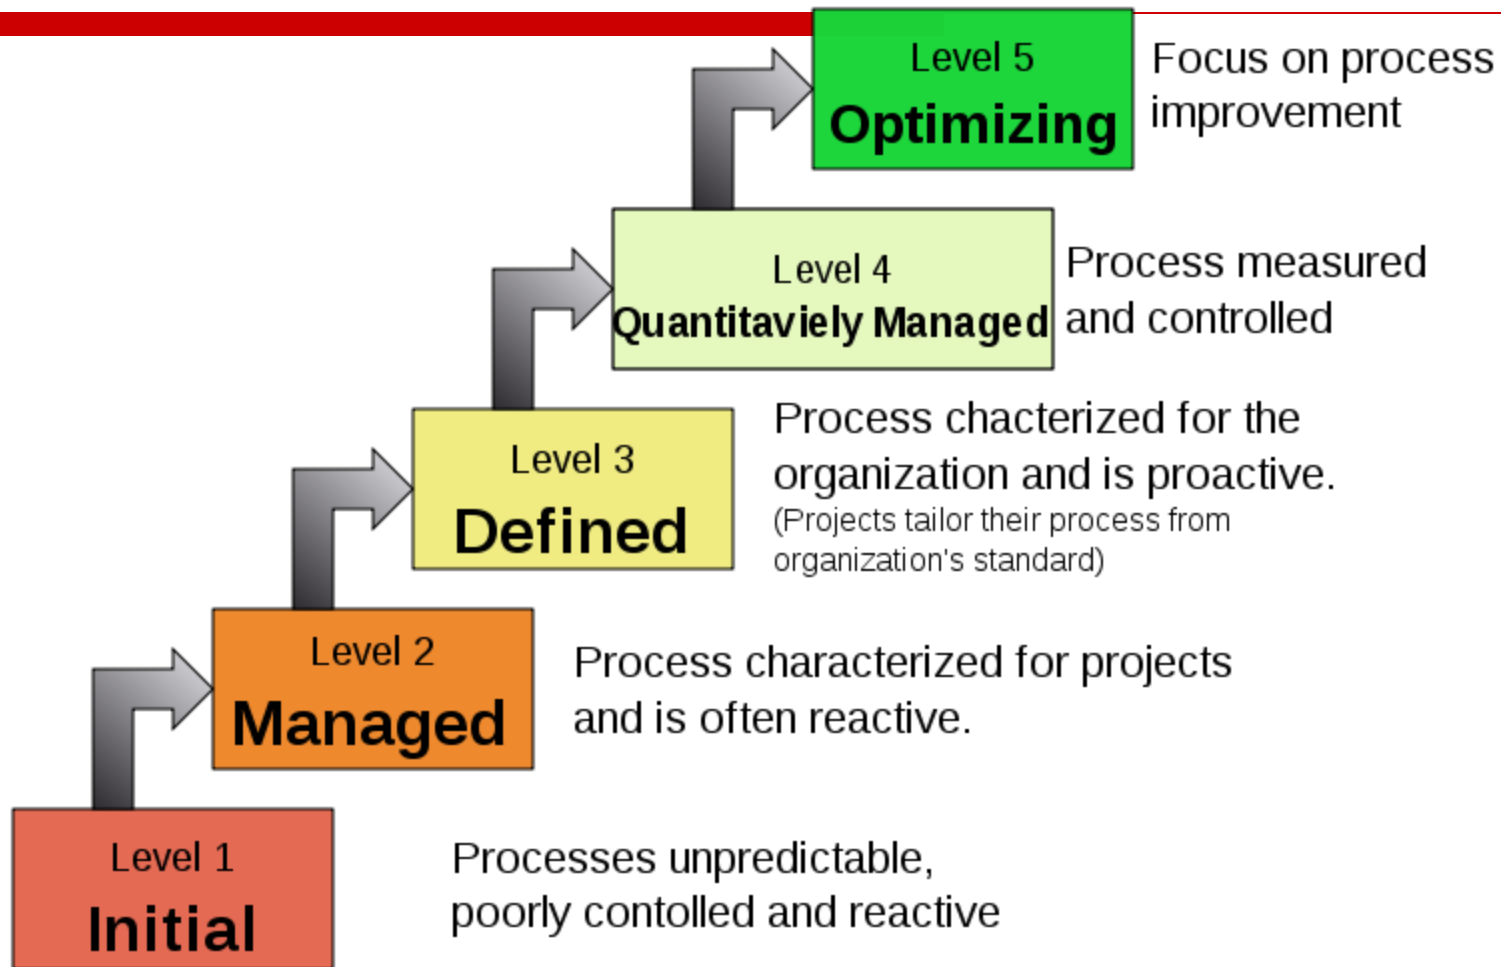 Level 5
Optimizing
Focus on process
improvement
Level 4
Quantitaviely Managed
Process measured
and controlled
Level 3
Defined
Process chacterized for the
organization and is proactive.
(Projects tailor their process from
organization's standard)
Level 2
Managed
Process characterized for projects
and is often reactive.
Level 1
Initial
Processes unpredictable,
poorly contolled and reactive